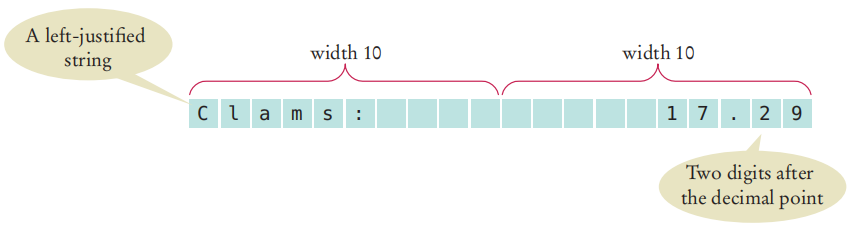 A left-justified
string
width 10
width 10
Clams:         17.29
Two digits after
the decimal point